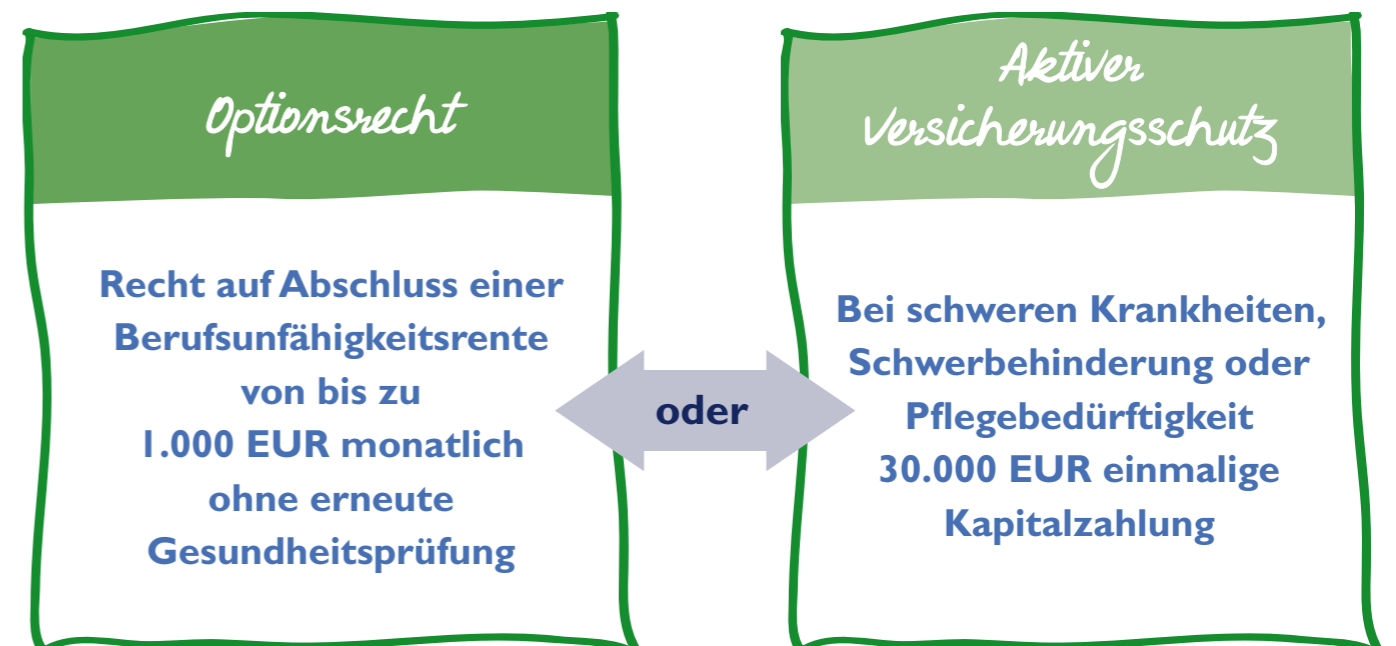 Optionsrecht
Recht auf Abschluss einer
Berufsunfähigkeitsrente
von bis zu
1.000 EUR monatlich
ohne erneute
Gesundheitsprüfung
oder
Aktiver
Versicherungsschutz
Bei schweren Krankheiten,
Schwerbehinderung oder
Pflegebedürftigkeit
30.000 EUR einmalige
Kapitalzahlung